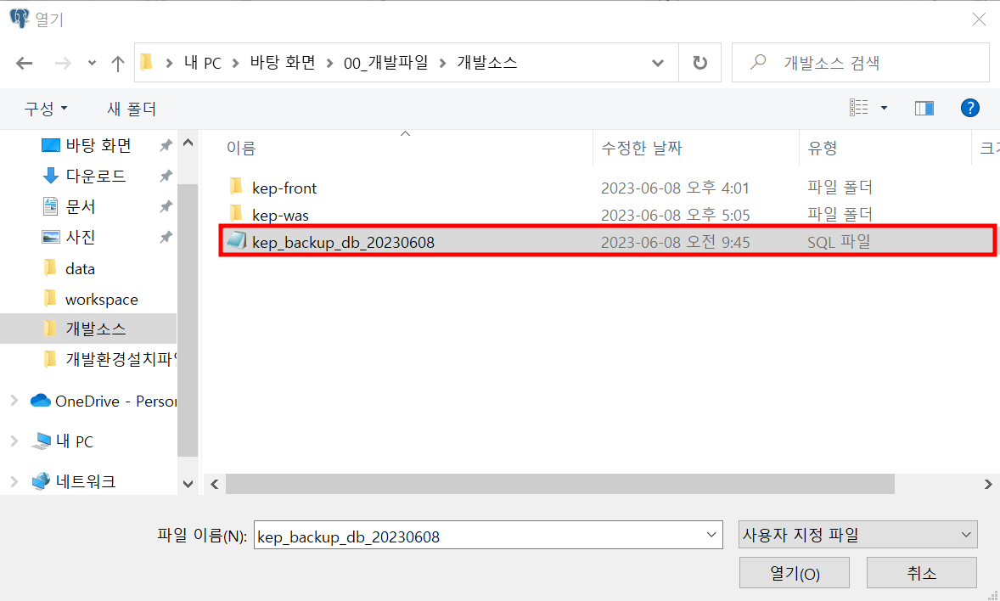 열기
내 PC > 바탕 화면 > 00_개발파일 > 개발소스
개발소스 검색
구성 새 폴더
?
바탕 화면
다운로드
문서
사진
data
workspace
개발소스
개발환경설치파일
OneDrive - Person
내 PC
네트워크
이름 수정한 날짜 유형 크기
kep-front 2023-06-08 오후 4:01 파일 폴더
kep-was 2023-06-08 오후 5:05 파일 폴더
kep_backup_db_20230608 2023-06-08 오전 9:45 SQL 파일
파일 이름(N): kep_backup_db_20230608 사용자 지정 파일
열기(O) 취소